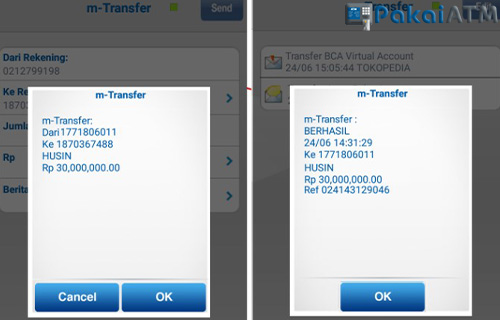 m-Transfer
Send
Dari Rekening:
0212799198
Ke Re
1870
Jumla
Rp
Berita
m-Transfer
m-Transfer:
Dari1771806011
Ke 1870367488
HUSIN
Rp 30,000,000.00
Cancel
OK
PakaiATM
Transfer
Transfer BCA Virtual Account
24/06 15:05:44 TOKOPEDIA
m-Transfer
m-Transfer :
BERHASIL
24/06 14:31:29
Ke 1771806011
HUSIN
Rp 30,000,000.00
Ref 024143129046
OK